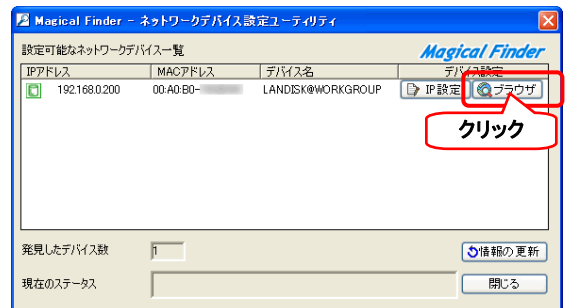 Magical Finder - ネットワークデバイス設定ユーティリティ
設定可能なネットワークデバイス一覧
Magical Finder
IPアドレス MACアドレス デバイス名 デバイス設定
192.168.0.200 00:A0:B0- LANDISK@WORKGROUP IP設定 ブラウザ
クリック
発見したデバイス数 1 情報の更新
現在のステータス 閉じる